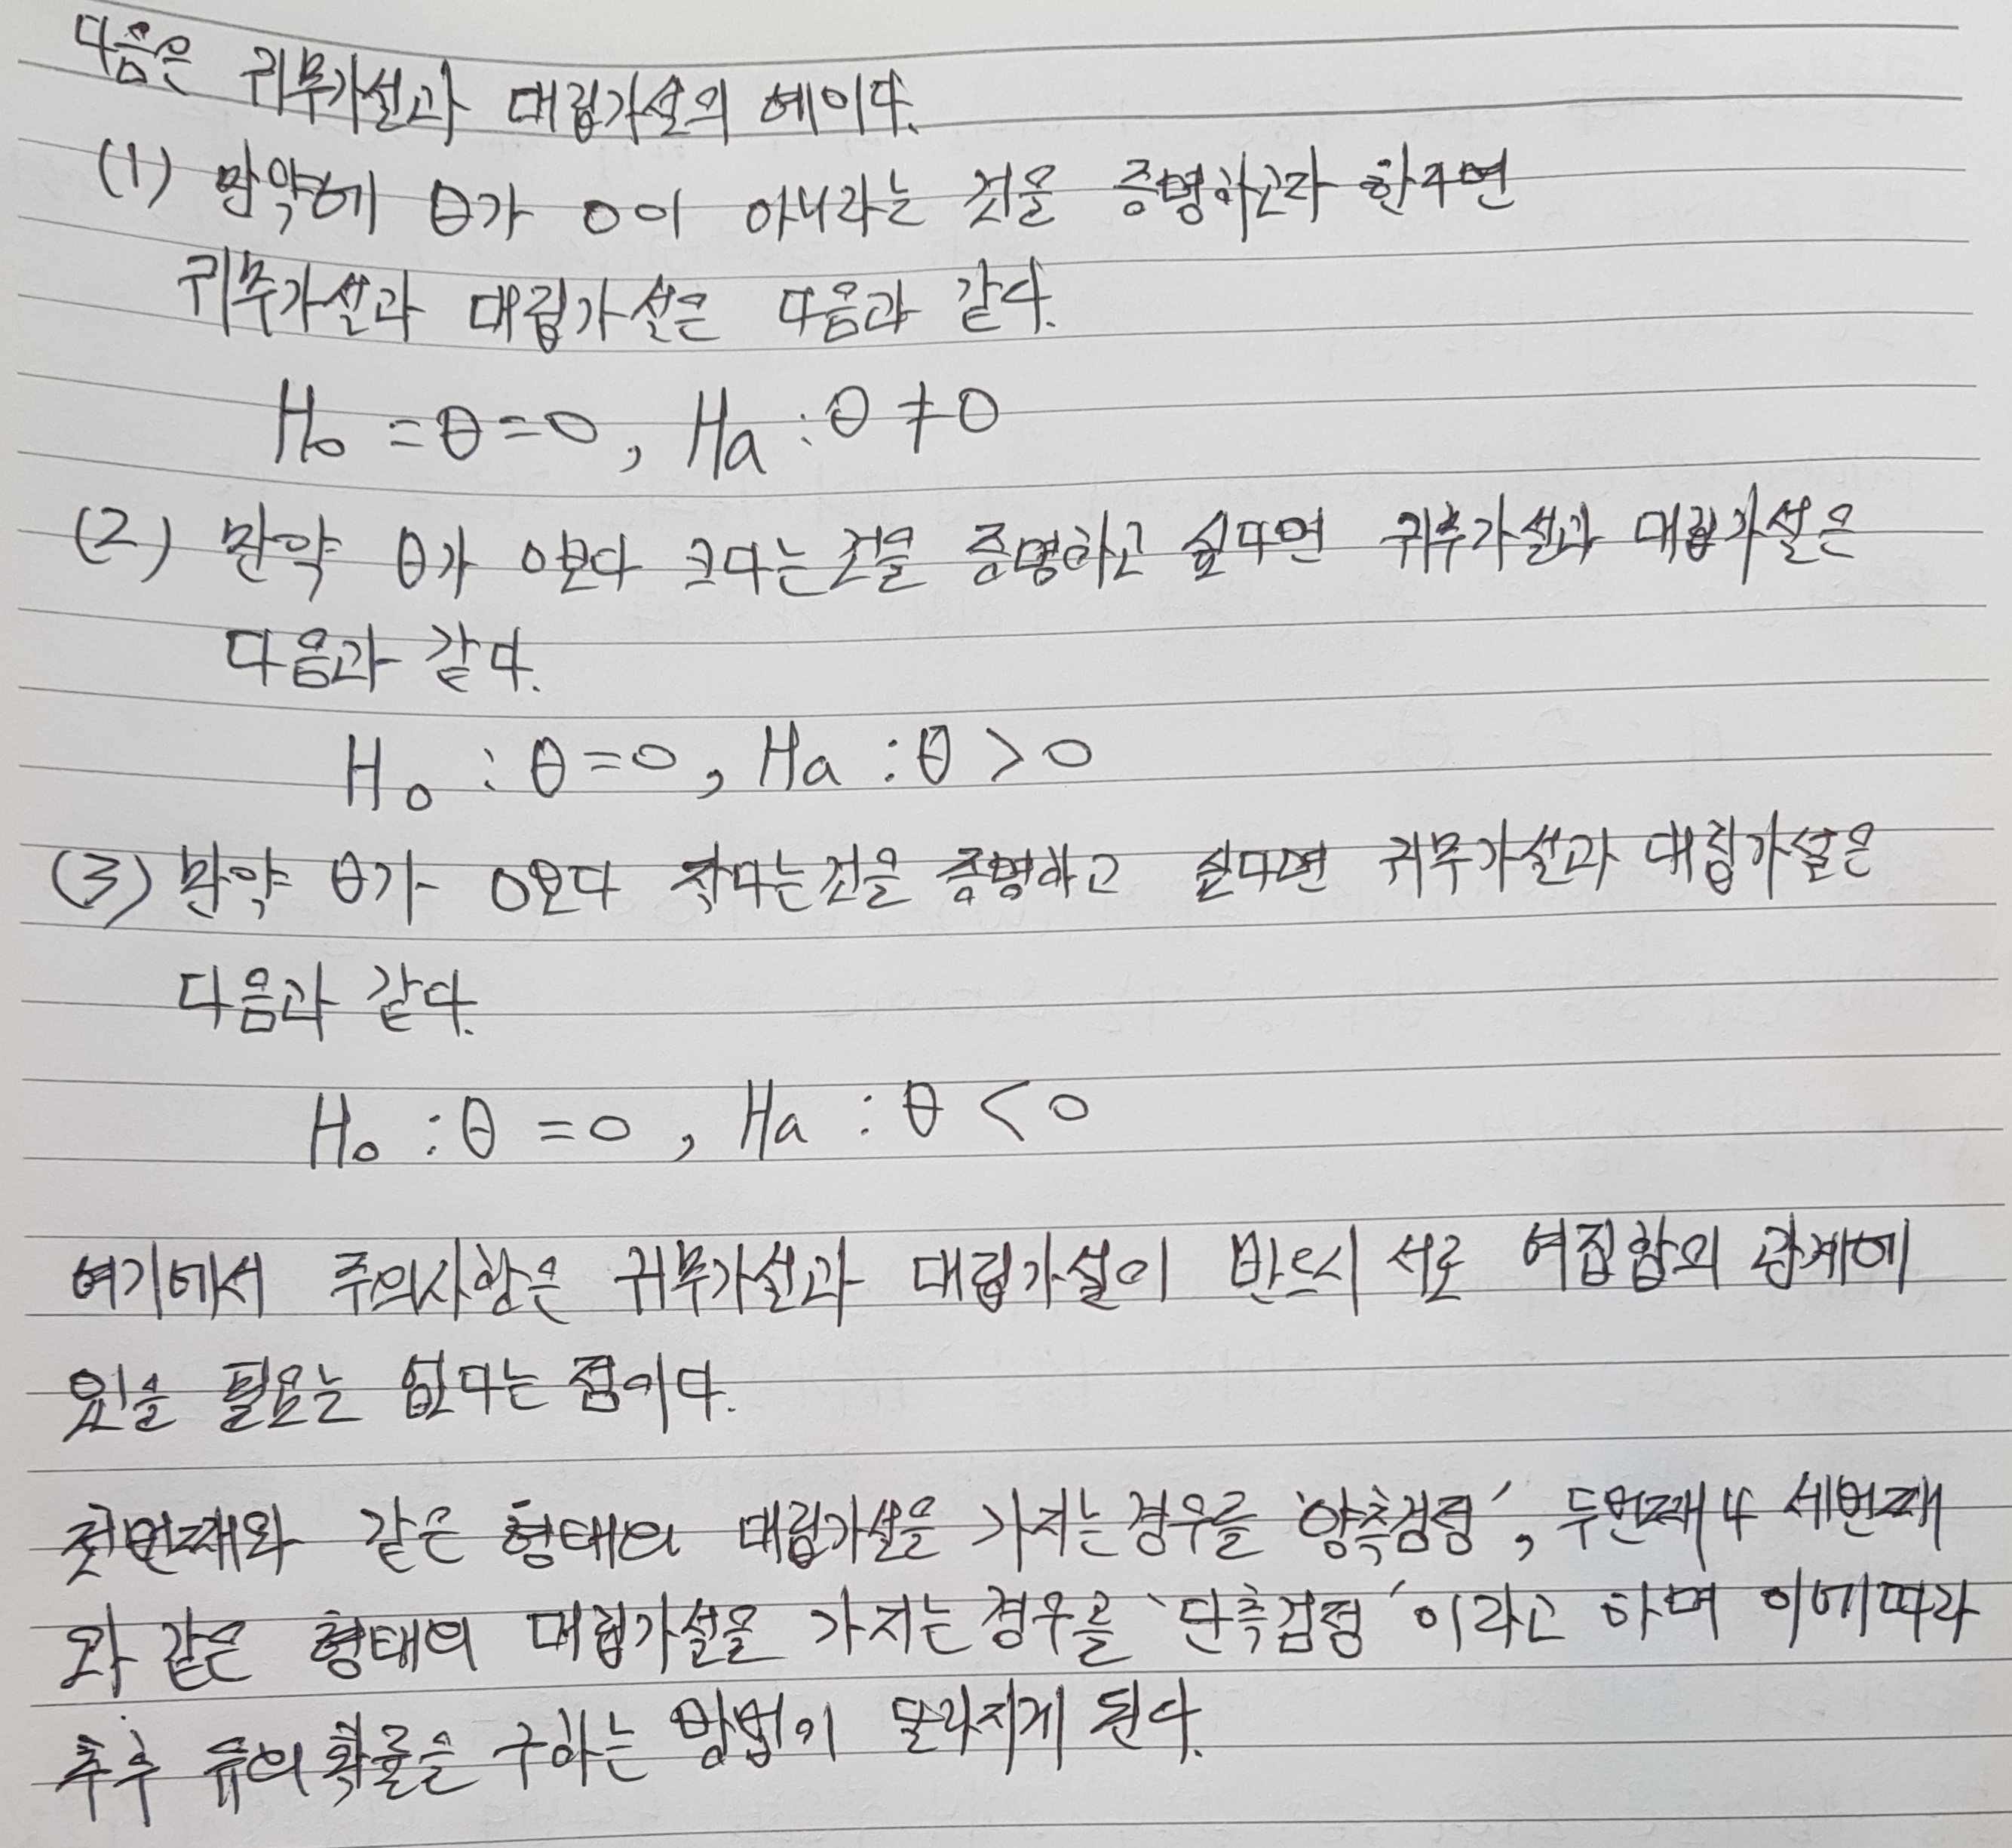 다음은 귀무가설과 대립가설의 예이다.
(1) 만약에 θ가 0이 아니라는 것을 증명하고자 한다면
귀무가설과 대립가설은 다음과 같다.
H₀ = θ = 0, Ha : θ ≠ 0
(2) 만약 θ가 0보다 크다는 것을 증명하고 싶다면 귀무가설과 대립가설은
다음과 같다.
H₀ : θ = 0, Ha : θ > 0
(3) 만약 θ가 0보다 작다는것을 증명하고 싶다면 귀무가설과 대립가설은
다음과 같다.
H₀ : θ = 0, Ha : θ < 0
여기에서 주의사항은 귀무가설과 대립가설이 반드시 서로 여집합의 관계에
있을 필요는 없다는 점이다.
첫번째와 같은 형태의 대립가설을 가지는 경우를 '양측검정', 두번째나 세번째
와 같은 형태의 대립가설을 가지는 경우를 '단측검정'이라고 하며 이에따라
추후 유의확률을 구하는 방법이 달라지게 된다.